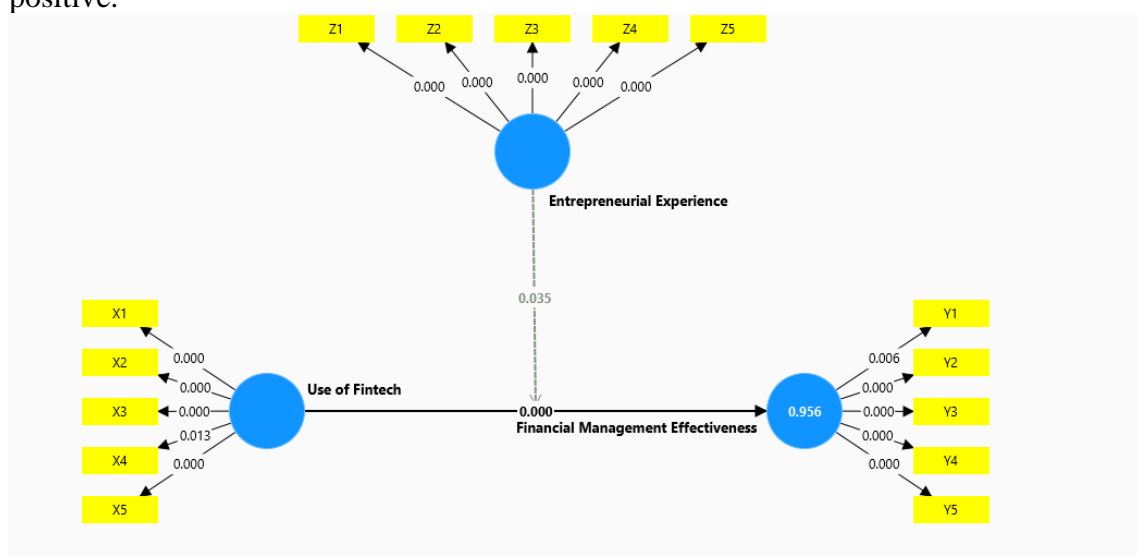 positive.
Z1 Z2 Z3 Z4 Z5
0.000 0.000 0.000 0.000 0.000
Entrepreneurial Experience
0.035
X1
X2
X3
X4
X5
0.000
0.000
0.000
0.013
0.000
Use of Fintech
0.000
Financial Management Effectiveness
0.956
0.006
0.000
0.000
0.000
0.000
Y1
Y2
Y3
Y4
Y5